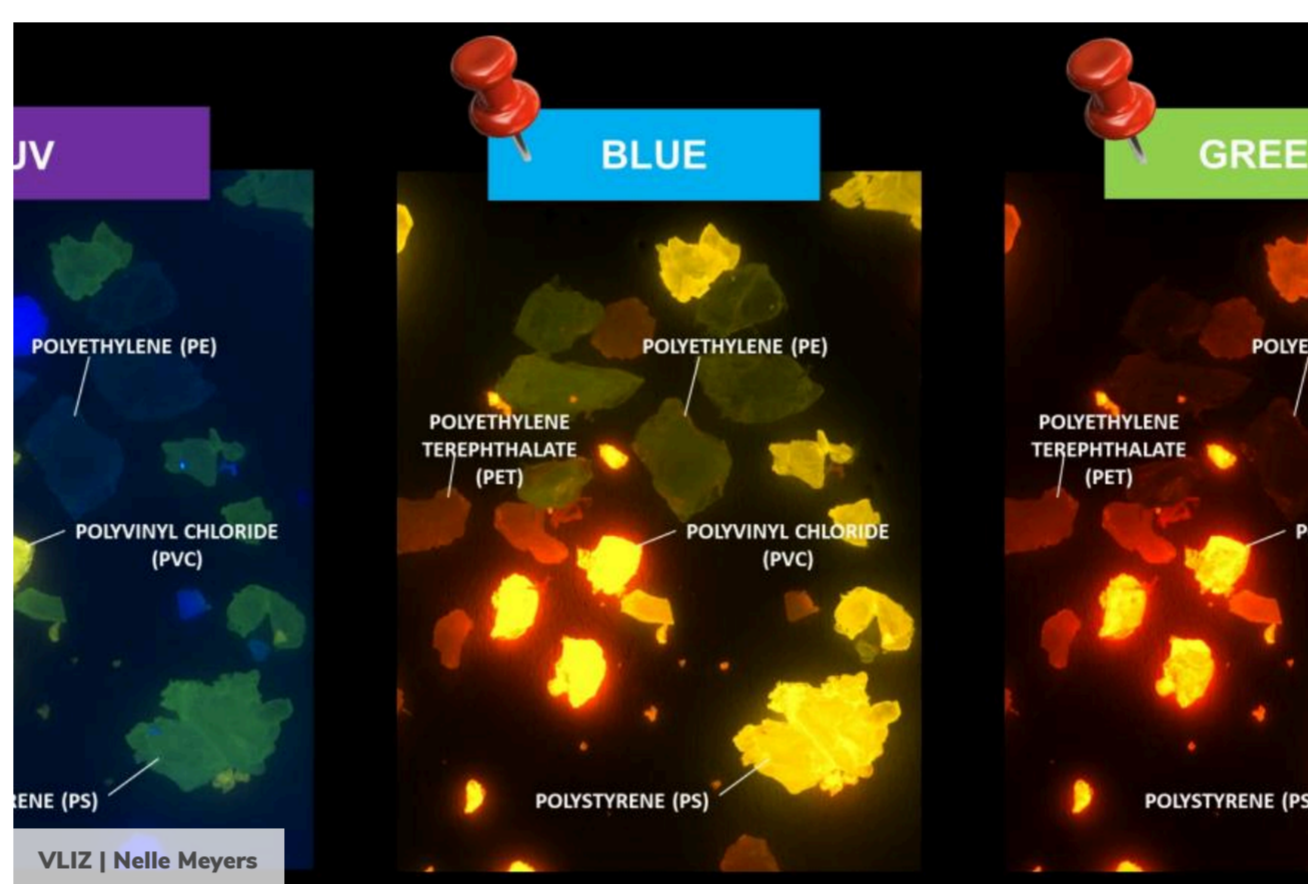 UV
BLUE
GREE
POLYETHYLENE (PE)
POLYETHYLENE (PE)
POLYE
POLYETHYLENE
TEREPHTHALATE
(PET)
POLYETHYLENE
TEREPHTHALATE
(PET)
POLYVINYL CHLORIDE
(PVC)
POLYVINYL CHLORIDE
(PVC)
P
RENE (PS)
POLYSTYRENE (PS)
POLYSTYRENE (PS
VLIZ | Nelle Meyers